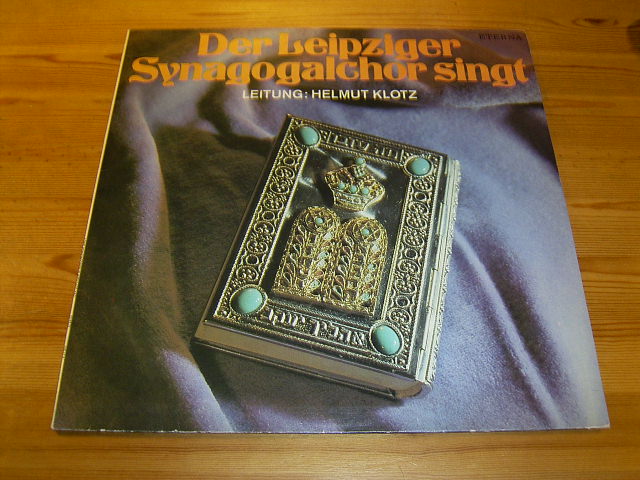 ETERNA
Der Leipziger
Synagogalchor singt
LEITUNG: HELMUT KLOTZ